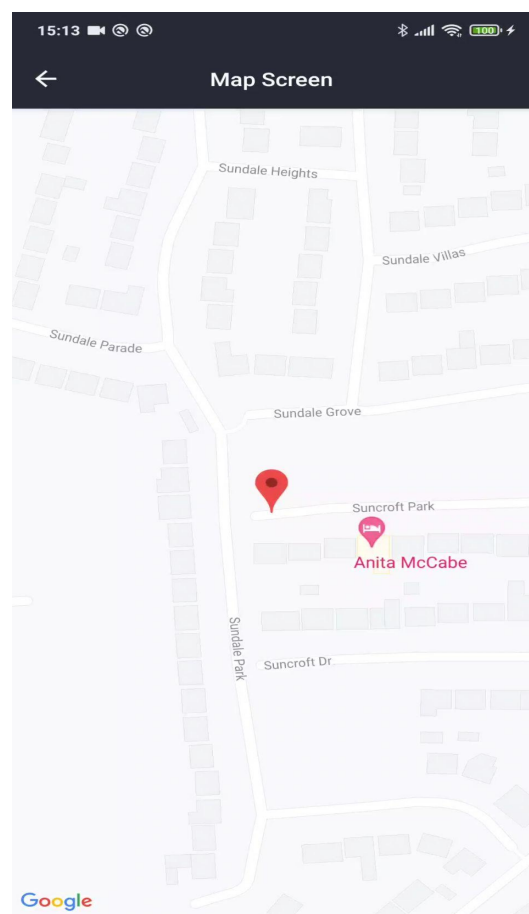 15:13
100
Map Screen
Sundale Heights
Sundale Villas
Sundale Parade
Sundale Grove
Suncroft Park
Anita McCabe
Sundale Park
Suncroft Dr
Google